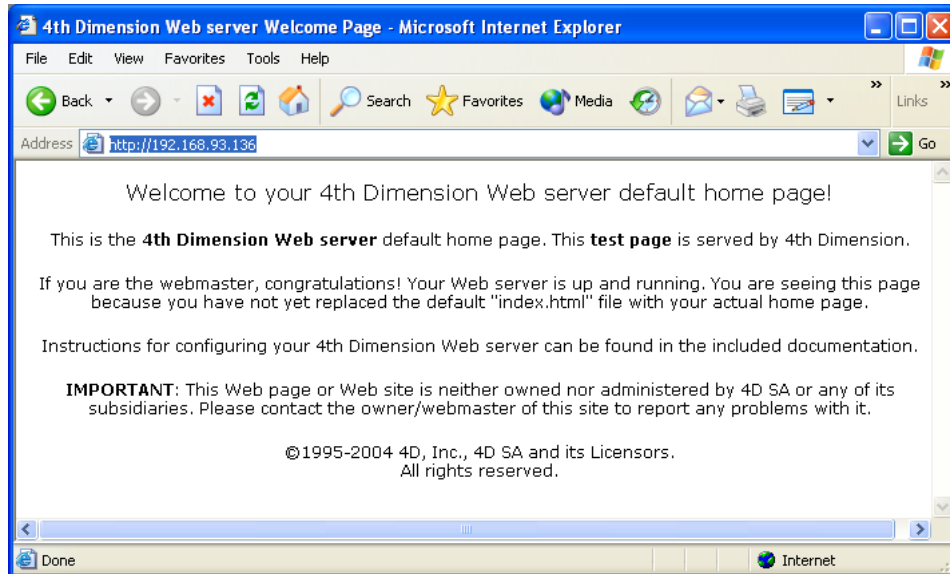 4th Dimension Web server Welcome Page - Microsoft Internet Explorer
File Edit View Favorites Tools Help
Back Search Favorites Media » Links »
Address http://192.168.93.136 Go
Welcome to your 4th Dimension Web server default home page!
This is the 4th Dimension Web server default home page. This test page is served by 4th Dimension.
If you are the webmaster, congratulations! Your Web server is up and running. You are seeing this page
because you have not yet replaced the default "index.html" file with your actual home page.
Instructions for configuring your 4th Dimension Web server can be found in the included documentation.
IMPORTANT: This Web page or Web site is neither owned nor administered by 4D SA or any of its
subsidiaries. Please contact the owner/webmaster of this site to report any problems with it.
©1995-2004 4D, Inc., 4D SA and its Licensors.
All rights reserved.
Done Internet